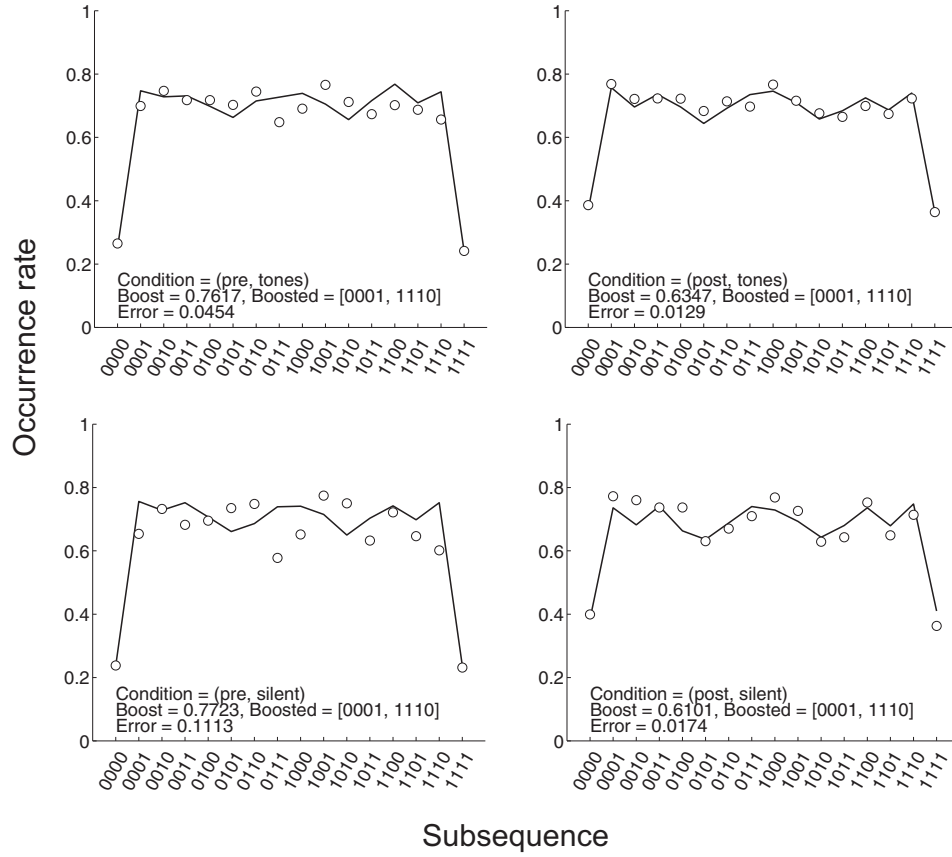 Occurrence rate
1
0.8
0.6
0.4
0.2
0
Condition = (pre, tones)
Boost = 0.7617, Boosted = [0001, 1110]
Error = 0.0454
0000 0001 0010 0011 0100 0101 0110 0111 1000 1001 1010 1011 1100 1101 1110 1111
1
0.8
0.6
0.4
0.2
0
Condition = (post, tones)
Boost = 0.6347, Boosted = [0001, 1110]
Error = 0.0129
0000 0001 0010 0011 0100 0101 0110 0111 1000 1001 1010 1011 1100 1101 1110 1111
1
0.8
0.6
0.4
0.2
0
Condition = (pre, silent)
Boost = 0.7723, Boosted = [0001, 1110]
Error = 0.1113
0000 0001 0010 0011 0100 0101 0110 0111 1000 1001 1010 1011 1100 1101 1110 1111
1
0.8
0.6
0.4
0.2
0
Condition = (post, silent)
Boost = 0.6101, Boosted = [0001, 1110]
Error = 0.0174
0000 0001 0010 0011 0100 0101 0110 0111 1000 1001 1010 1011 1100 1101 1110 1111
Subsequence